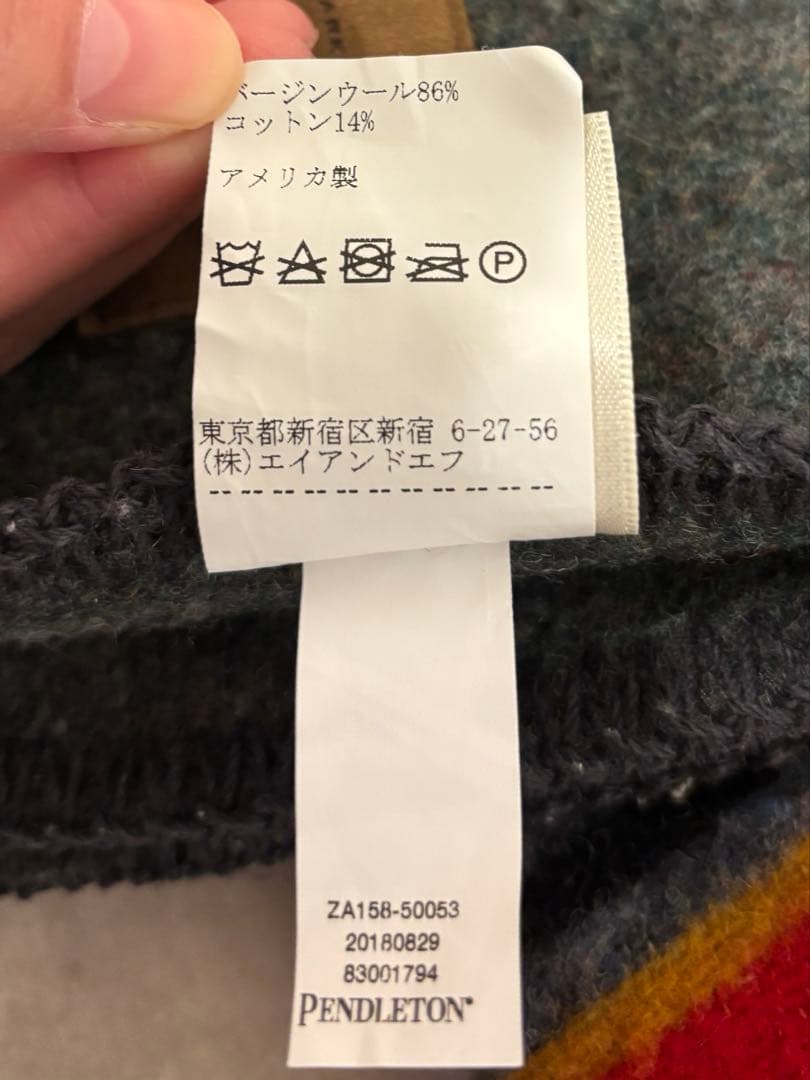 ARK
バージンウール86%
コットン14%
アメリカ製
P
東京都新宿区新宿 6-27-56
(株)エイアンドエフ
ZA158-50053
20180829
83001794
PENDLETON